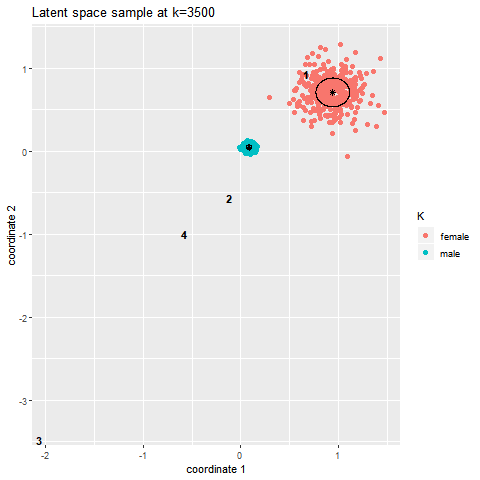 Latent space sample at k=3500
1
1
0
2
-1
4
-2
-3
3
-2
-1
0
1
coordinate 1
coordinate 2
K
female
male